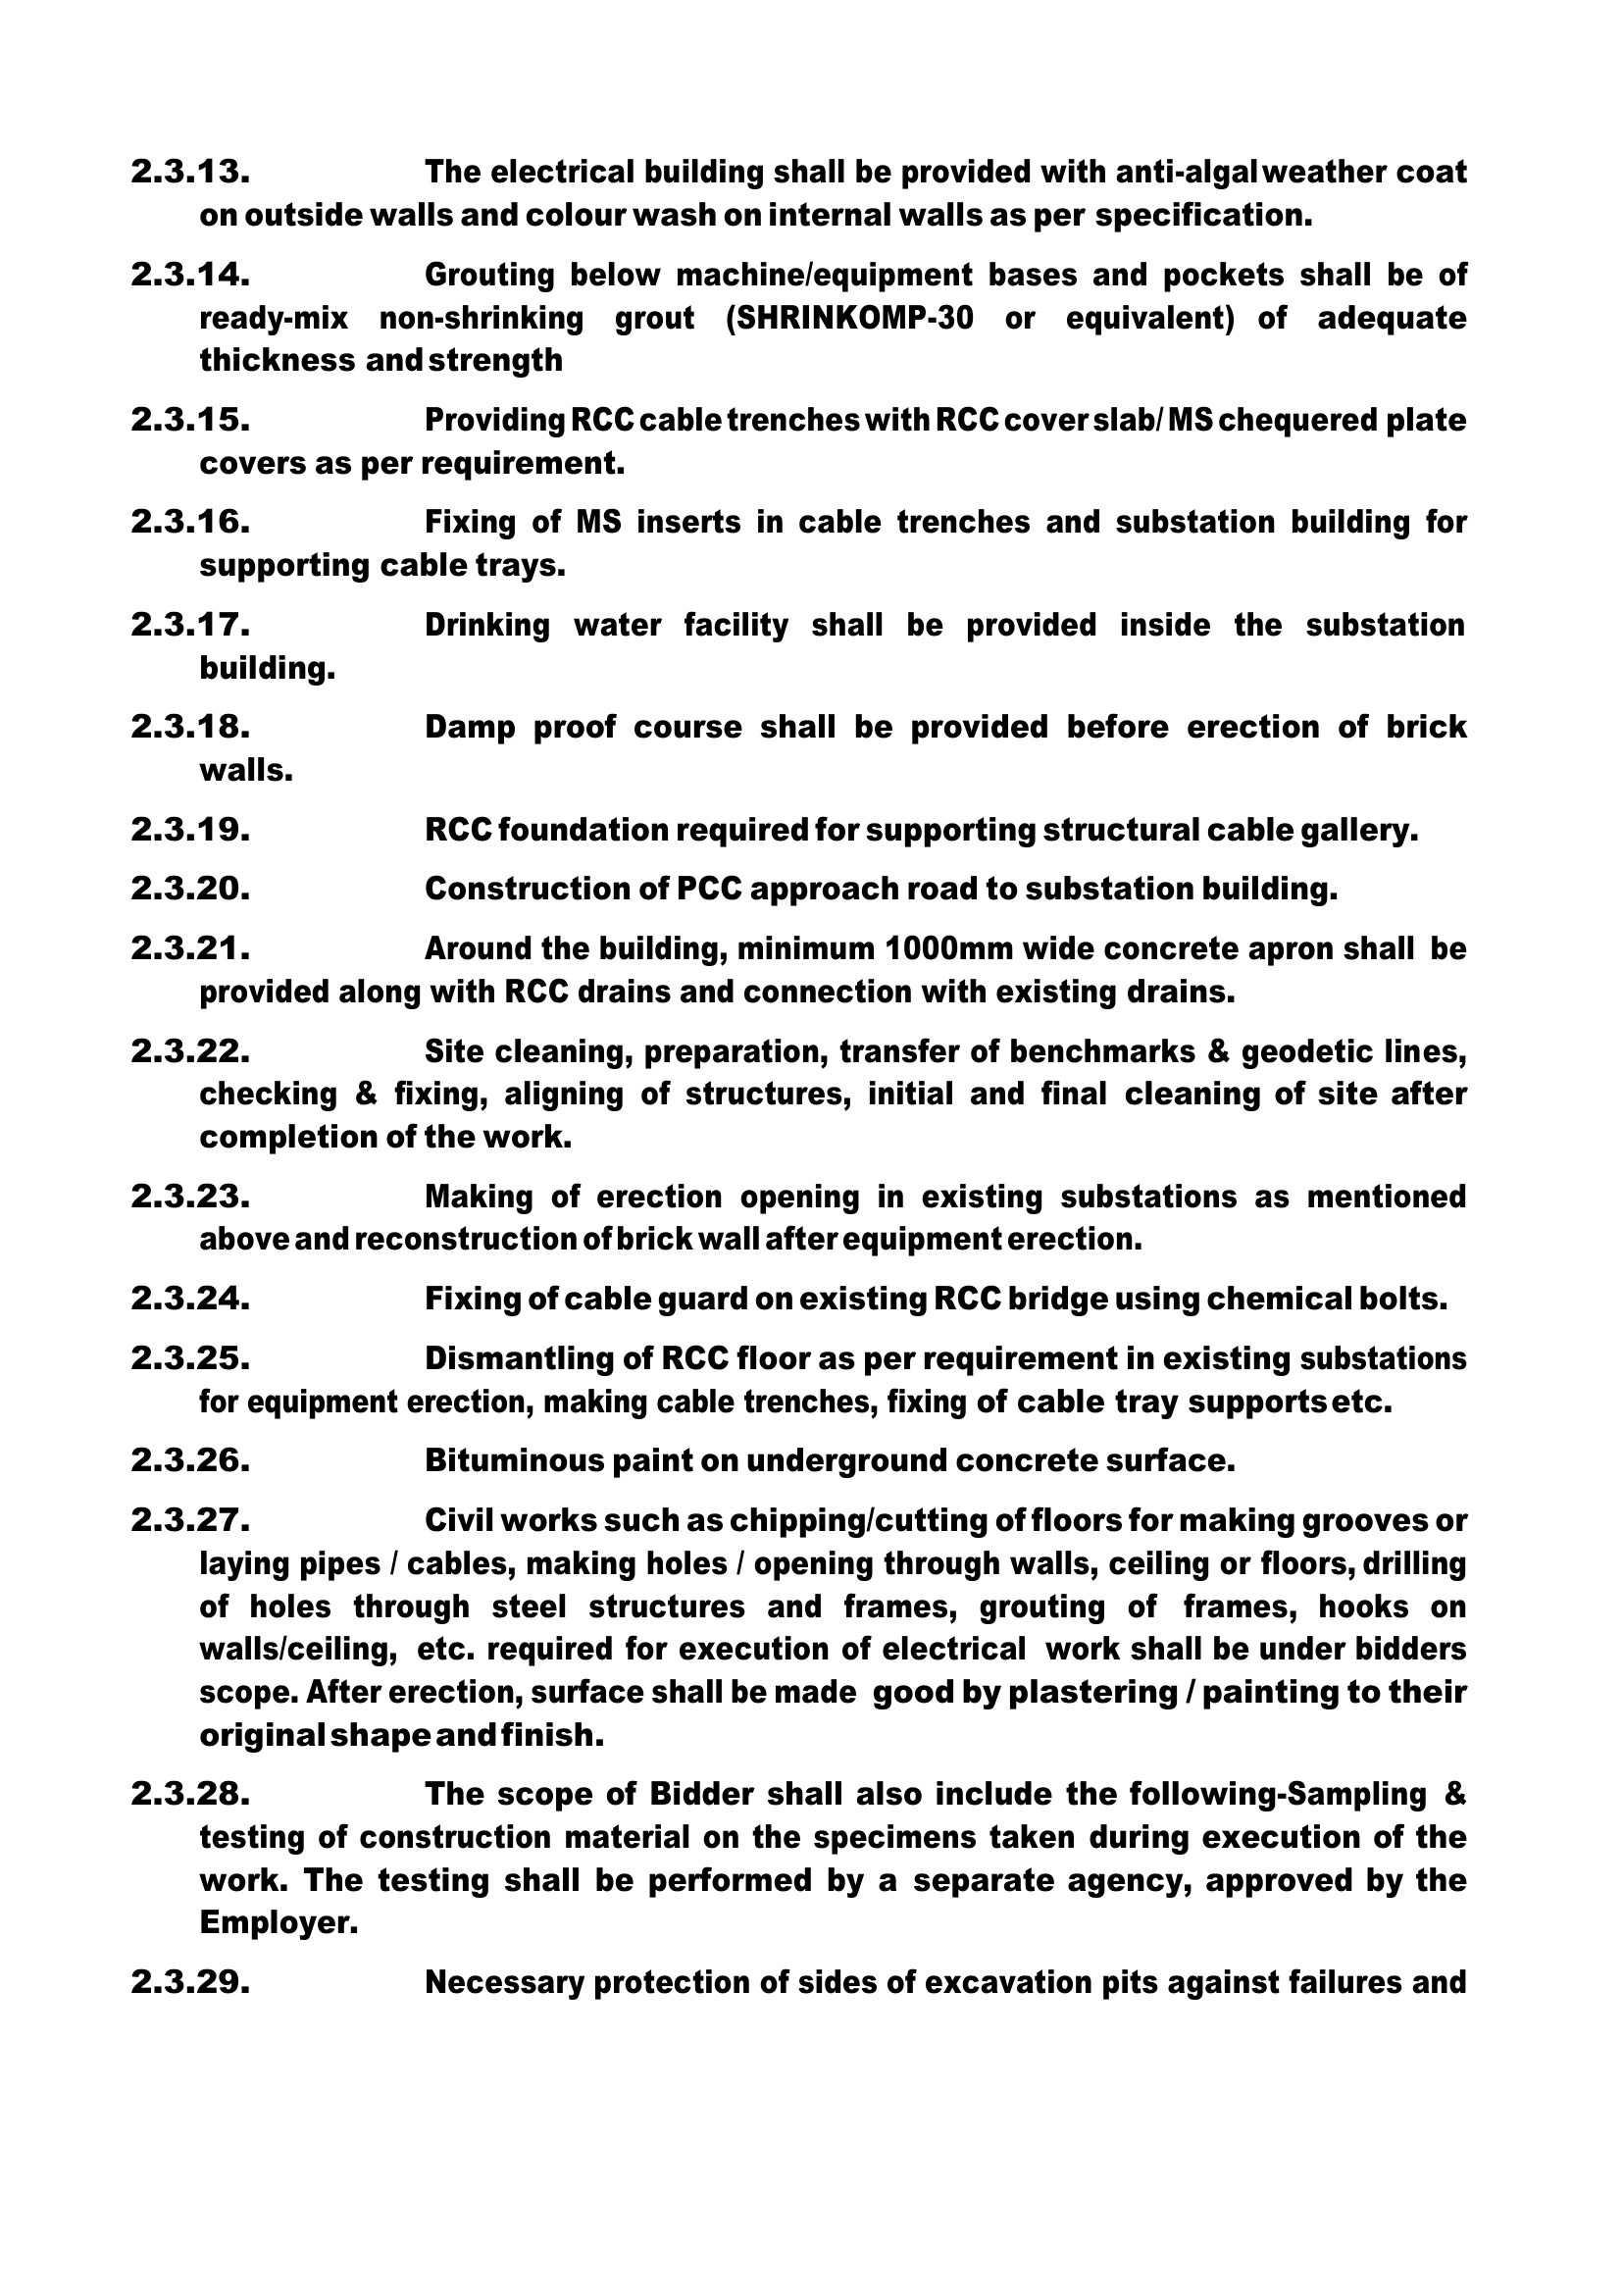 2.3.13. The electrical building shall be provided with anti-algal weather coat
on outside walls and colour wash on internal walls as per specification.
2.3.14. Grouting below machine/equipment bases and pockets shall be of
ready-mix non-shrinking grout (SHRINKOMP-30 or equivalent) of adequate
thickness and strength
2.3.15. Providing RCC cable trenches with RCC cover slab/ MS chequered plate
covers as per requirement.
2.3.16. Fixing of MS inserts in cable trenches and substation building for
supporting cable trays.
2.3.17. Drinking water facility shall be provided inside the substation
building.
2.3.18. Damp proof course shall be provided before erection of brick
walls.
2.3.19. RCC foundation required for supporting structural cable gallery.
2.3.20. Construction of PCC approach road to substation building.
2.3.21. Around the building, minimum 1000mm wide concrete apron shall be
provided along with RCC drains and connection with existing drains.
2.3.22. Site cleaning, preparation, transfer of benchmarks & geodetic lines,
checking & fixing, aligning of structures, initial and final cleaning of site after
completion of the work.
2.3.23. Making of erection opening in existing substations as mentioned
above and reconstruction of brick wall after equipment erection.
2.3.24. Fixing of cable guard on existing RCC bridge using chemical bolts.
2.3.25. Dismantling of RCC floor as per requirement in existing substations
for equipment erection, making cable trenches, fixing of cable tray supports etc.
2.3.26. Bituminous paint on underground concrete surface.
2.3.27. Civil works such as chipping/cutting of floors for making grooves or
laying pipes / cables, making holes / opening through walls, ceiling or floors, drilling
of holes through steel structures and frames, grouting of frames, hooks on
walls/ceiling, etc. required for execution of electrical work shall be under bidders
scope. After erection, surface shall be made good by plastering / painting to their
original shape and finish.
2.3.28. The scope of Bidder shall also include the following-Sampling &
testing of construction material on the specimens taken during execution of the
work. The testing shall be performed by a separate agency, approved by the
Employer.
2.3.29. Necessary protection of sides of excavation pits against failures and